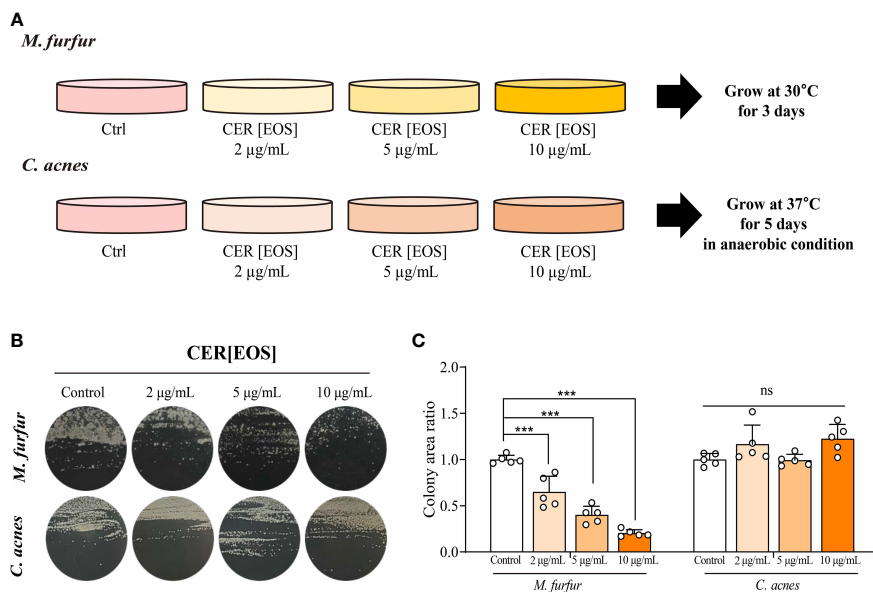 A
M. furfur
Ctrl
CER [EOS]
2 µg/mL
CER [EOS]
5 µg/mL
CER [EOS]
10 µg/mL
Grow at 30°C
for 3 days
C. acnes
Ctrl
CER [EOS]
2 µg/mL
CER [EOS]
5 µg/mL
CER [EOS]
10 µg/mL
Grow at 37°C
for 5 days
in anaerobic condition
B
CER[EOS]
Control 2 µg/mL 5 µg/mL 10 µg/mL
M. furfur
C. acnes
C
Colony area ratio
2.0
1.5
1.0
0.5
0.0
***
***
***
ns
Control 2 µg/mL 5 µg/mL 10 µg/mL
M. furfur
Control 2 µg/mL 5 µg/mL 10 µg/mL
C. acnes